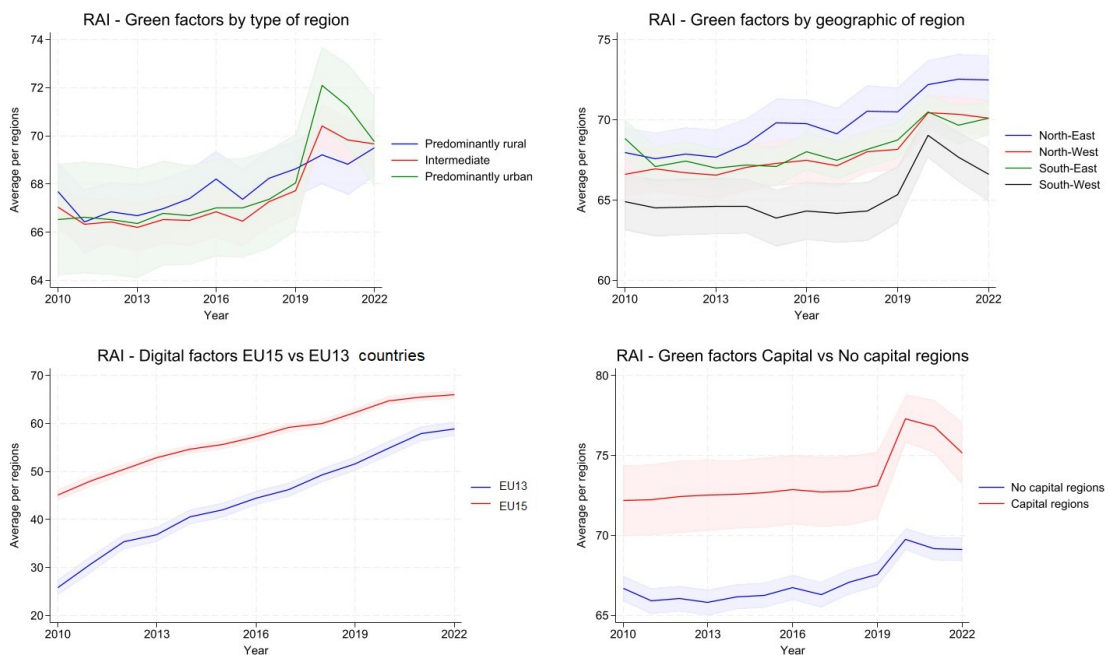 RAI - Green factors by type of region
74
72
70
68
66
64
Average per regions
2010
2013
2016
2019
2022
Year
Predominantly rural
Intermediate
Predominantly urban
RAI - Green factors by geographic of region
75
70
65
60
Average per regions
2010
2013
2016
2019
2022
Year
North-East
North-West
South-East
South-West
RAI - Digital factors EU15 vs EU13 countries
70
60
50
40
30
20
Average per regions
2010
2013
2016
2019
2022
Year
EU13
EU15
RAI - Green factors Capital vs No capital regions
80
75
70
65
Average per regions
2010
2013
2016
2019
2022
Year
No capital regions
Capital regions